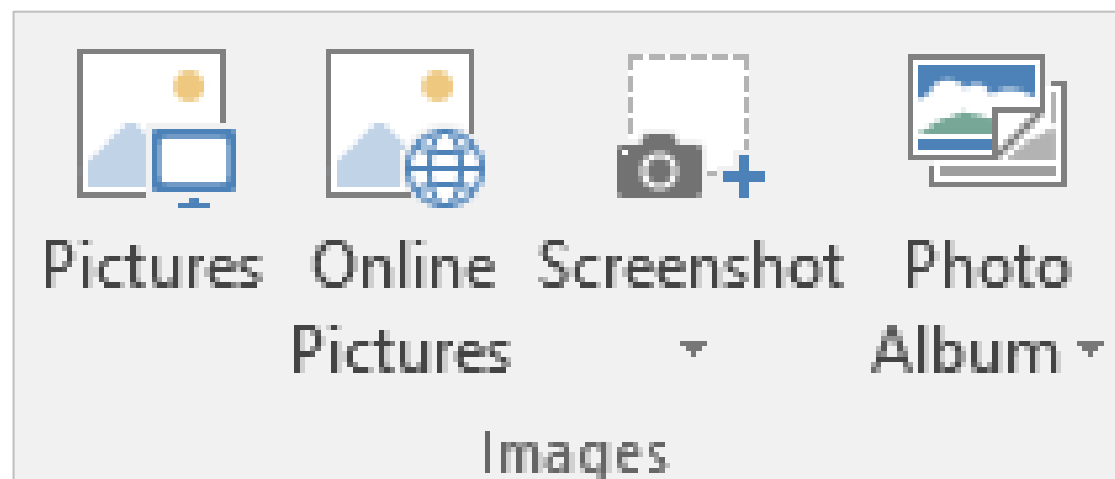 Pictures
Online Pictures
Screenshot
Photo Album
Images